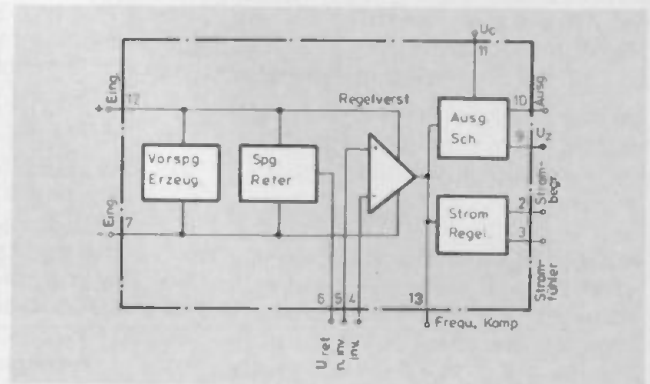 Uc
11
+ Eing.
12
Regelverst.
10
Ausg.
Ausg.
Sch.
9
Uz
Vorspg
Erzeug
Spg
Refer
+
-
Strom
Regel.
2
Strom-
begr.
3
Strom-
fühler
- Eing.
7
6
5
4
13
U ref
n. inv.
inv.
Frequ. Komp